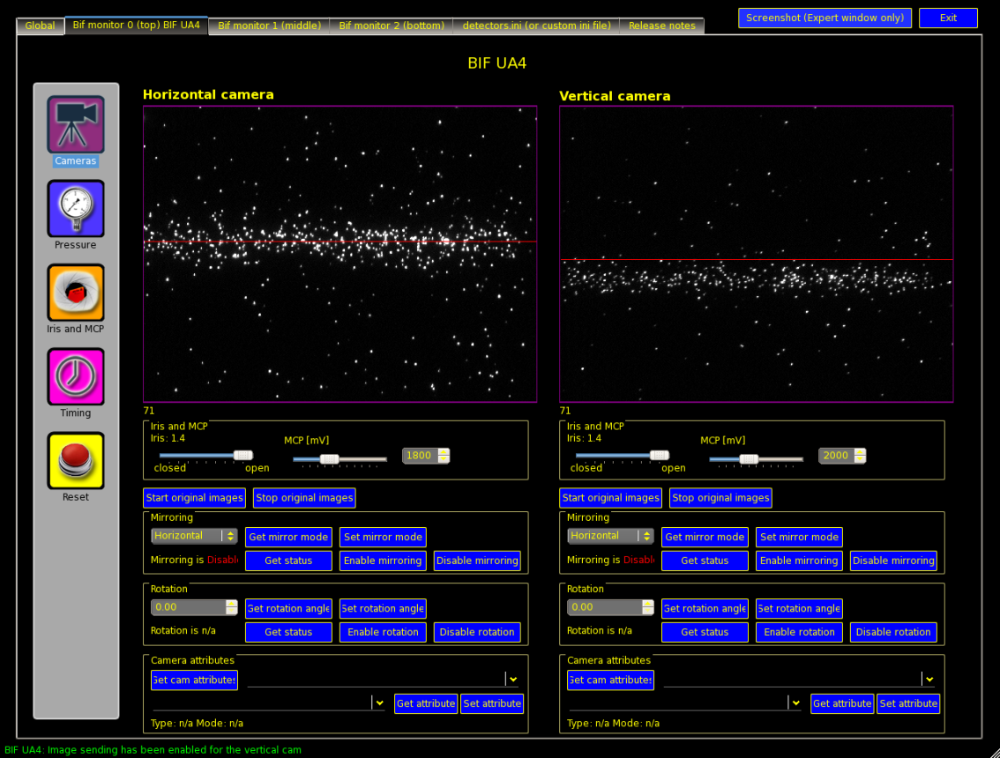 Global Bif monitor 0 (top) BIF UA4 Bif monitor 1 (middle) Bif monitor 2 (bottom) detectors.ini (or custom ini file) Release notes Screenshot (Expert window only) Exit
BIF UA4
Cameras
Pressure
Iris and MCP
Timing
Reset
Horizontal camera
71
Iris and MCP
Iris: 1.4 MCP [mV]
1800
closed open
Start original images Stop original images
Mirroring
Horizontal Get mirror mode Set mirror mode
Mirroring is Disabl Get status Enable mirroring Disable mirroring
Rotation
0.00 Get rotation angle Set rotation angle
Rotation is n/a Get status Enable rotation Disable rotation
Camera attributes
Get cam attributes
Get attribute Set attribute
Type: n/a Mode: n/a
Vertical camera
71
Iris and MCP
Iris: 1.4 MCP [mV]
2000
closed open
Start original images Stop original images
Mirroring
Horizontal Get mirror mode Set mirror mode
Mirroring is Disabl Get status Enable mirroring Disable mirroring
Rotation
0.00 Get rotation angle Set rotation angle
Rotation is n/a Get status Enable rotation Disable rotation
Camera attributes
Get cam attributes
Get attribute Set attribute
Type: n/a Mode: n/a
BIF UA4: Image sending has been enabled for the vertical cam